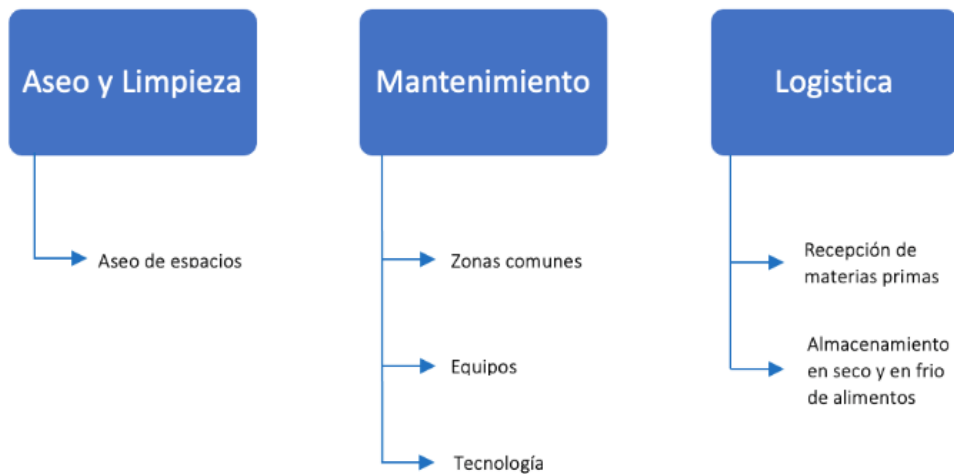 Aseo y Limpieza
Aseo de espacios
Mantenimiento
Zonas comunes
Equipos
Tecnología
Logistica
Recepción de
materias primas
Almacenamiento
en seco y en frio
de alimentos